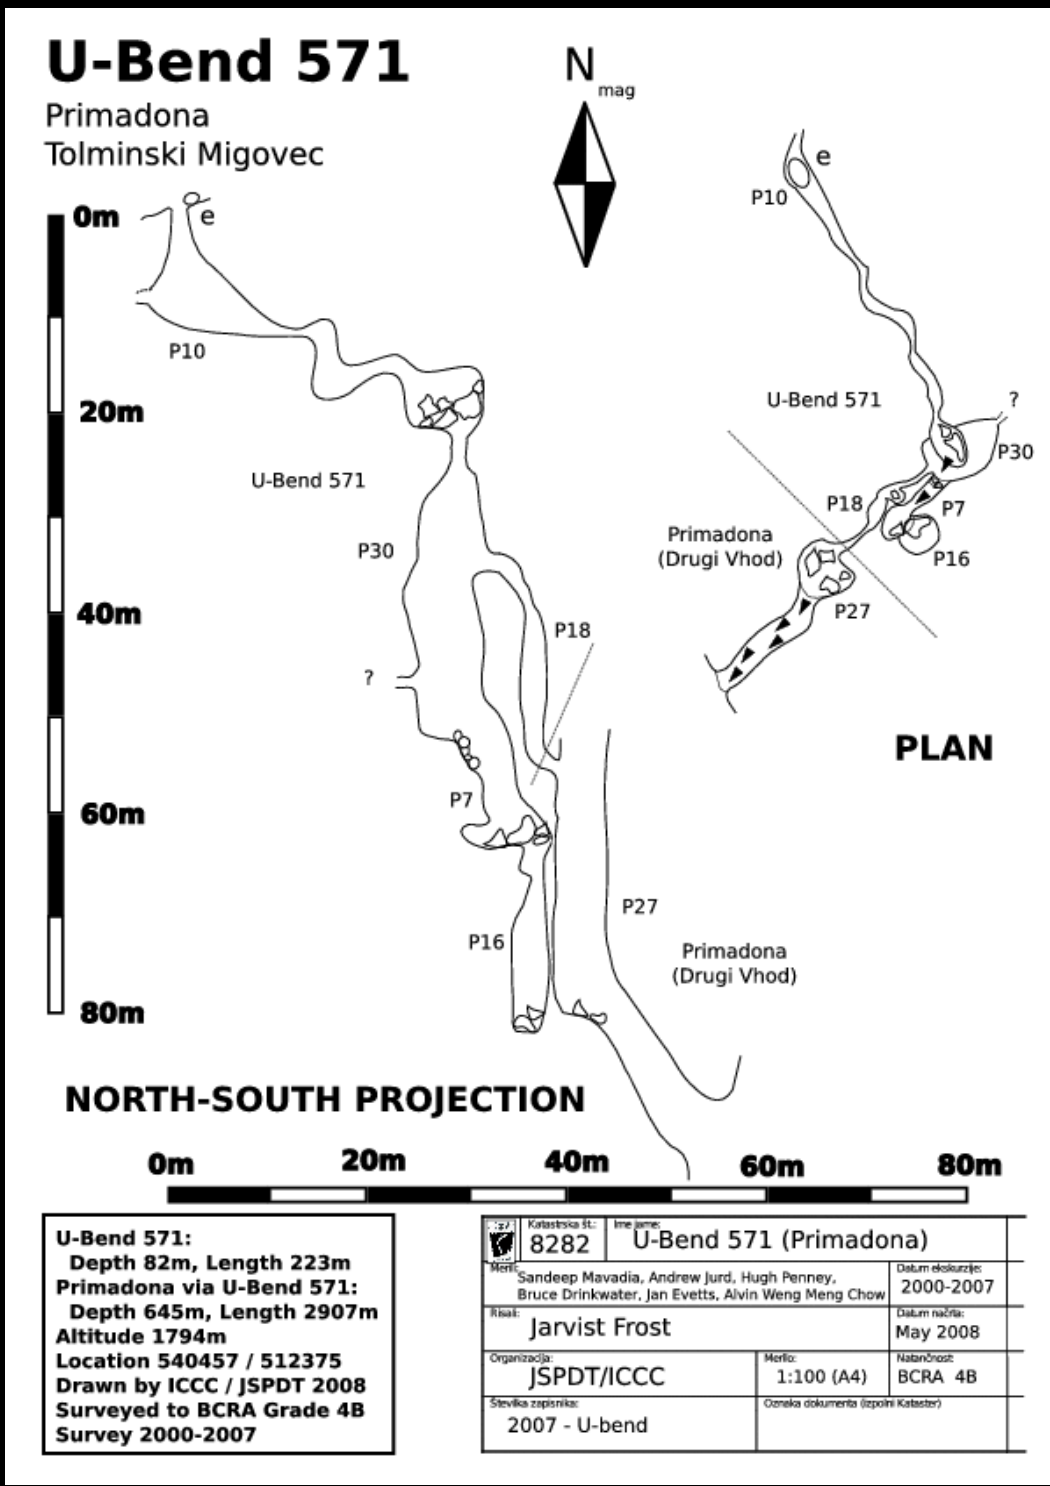 U-Bend 571
Primadona
Tolminski Migovec
N
mag
e
P10
U-Bend 571
?
P30
P18
P7
P16
Primadona
(Drugi Vhod)
P27
PLAN
0m
20m
40m
60m
80m
e
P10
U-Bend 571
P30
P18
?
P7
P16
P27
Primadona
(Drugi Vhod)
NORTH-SOUTH PROJECTION
0m
20m
40m
60m
80m
U-Bend 571:
Depth 82m, Length 223m
Primadona via U-Bend 571:
Depth 645m, Length 2907m
Altitude 1794m
Location 540457 / 512375
Drawn by ICCC / JSPDT 2008
Surveyed to BCRA Grade 4B
Survey 2000-2007
Katastrska št.:
8282
Ime jame:
U-Bend 571 (Primadona)
Merili:
Sandeep Mavadia, Andrew Jurd, Hugh Penney,
Bruce Drinkwater, Jan Evetts, Alvin Weng Meng Chow
Datum ekskurzije:
2000-2007
Risali:
Jarvist Frost
Datum načrta:
May 2008
Organizacija:
JSPDT/ICCC
Merilo:
1:100 (A4)
Natančnost:
BCRA 4B
Številka zapisnika:
2007 - U-bend
Oznaka dokumenta (izpolni Kataster)